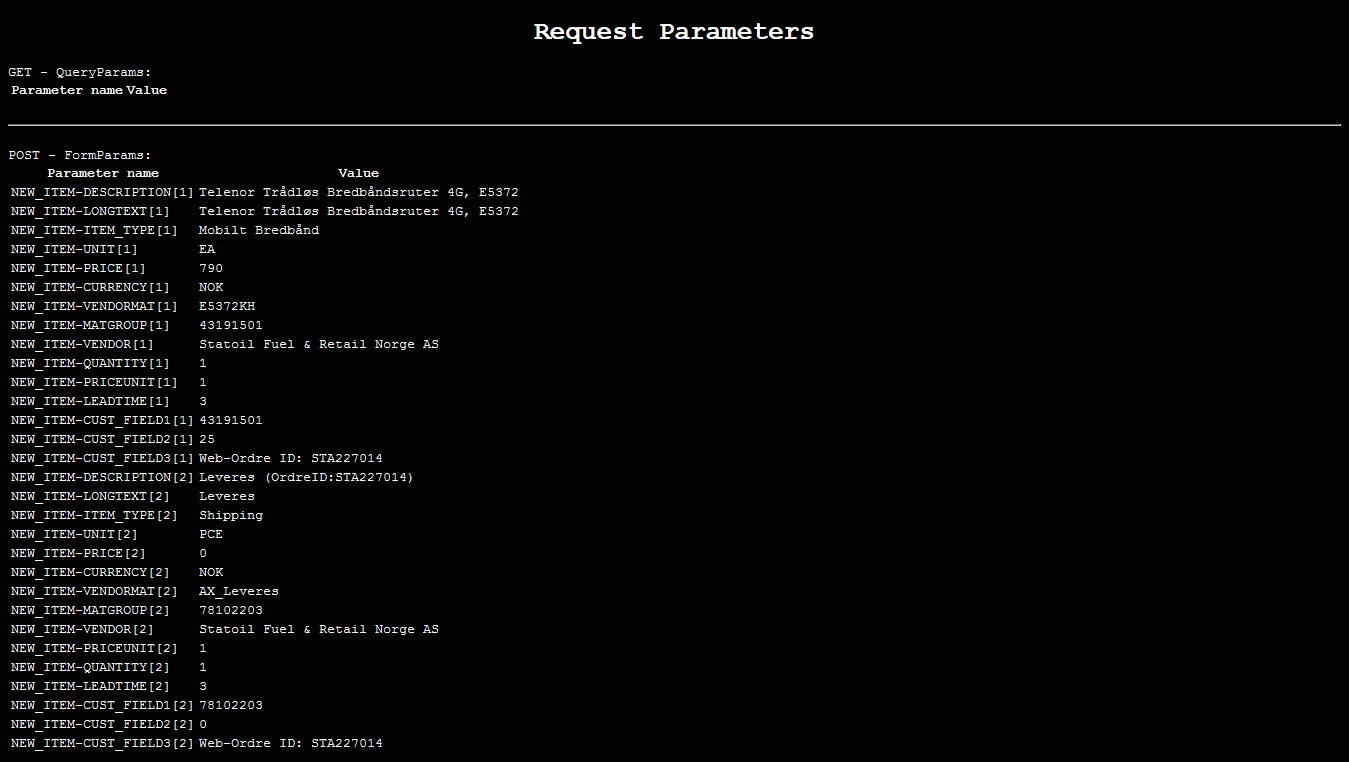 Request Parameters
GET - QueryParams:
Parameter name Value
POST - FormParams:
Parameter name Value
NEW_ITEM-DESCRIPTION[1] Telenor Trådløs Bredbåndsruter 4G, E5372
NEW_ITEM-LONGTEXT[1] Telenor Trådløs Bredbåndsruter 4G, E5372
NEW_ITEM-ITEM_TYPE[1] Mobilt Bredbånd
NEW_ITEM-UNIT[1] EA
NEW_ITEM-PRICE[1] 790
NEW_ITEM-CURRENCY[1] NOK
NEW_ITEM-VENDORMAT[1] E5372KH
NEW_ITEM-MATGROUP[1] 43191501
NEW_ITEM-VENDOR[1] Statoil Fuel & Retail Norge AS
NEW_ITEM-QUANTITY[1] 1
NEW_ITEM-PRICEUNIT[1] 1
NEW_ITEM-LEADTIME[1] 3
NEW_ITEM-CUST_FIELD1[1] 43191501
NEW_ITEM-CUST_FIELD2[1] 25
NEW_ITEM-CUST_FIELD3[1] Web-Ordre ID: STA227014
NEW_ITEM-DESCRIPTION[2] Leveres (OrdreID:STA227014)
NEW_ITEM-LONGTEXT[2] Leveres
NEW_ITEM-ITEM_TYPE[2] Shipping
NEW_ITEM-UNIT[2] PCE
NEW_ITEM-PRICE[2] 0
NEW_ITEM-CURRENCY[2] NOK
NEW_ITEM-VENDORMAT[2] AX_Leveres
NEW_ITEM-MATGROUP[2] 78102203
NEW_ITEM-VENDOR[2] Statoil Fuel & Retail Norge AS
NEW_ITEM-PRICEUNIT[2] 1
NEW_ITEM-QUANTITY[2] 1
NEW_ITEM-LEADTIME[2] 3
NEW_ITEM-CUST_FIELD1[2] 78102203
NEW_ITEM-CUST_FIELD2[2] 0
NEW_ITEM-CUST_FIELD3[2] Web-Ordre ID: STA227014